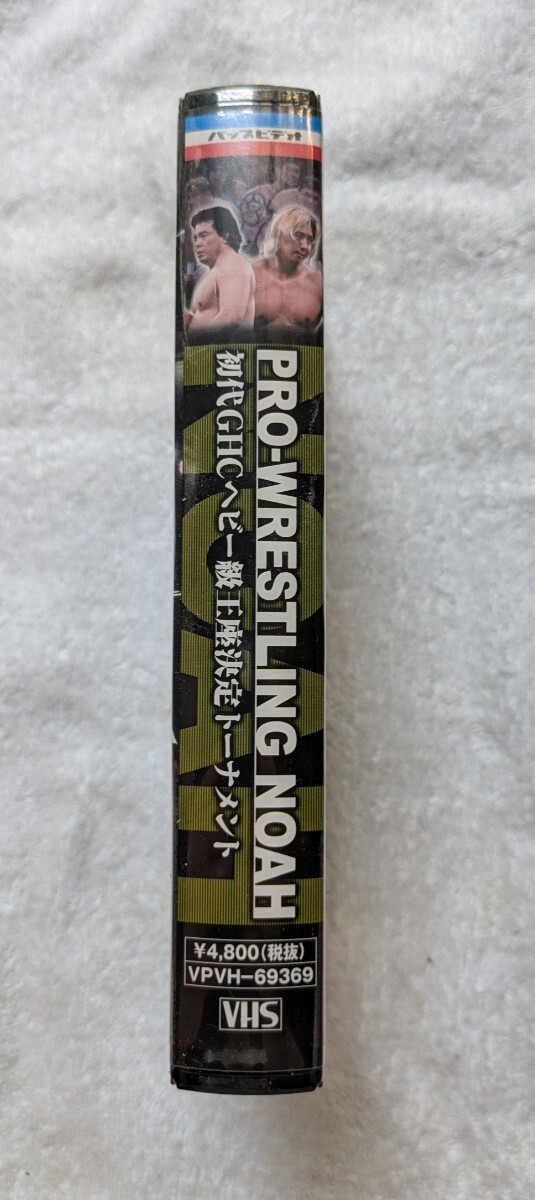 バップビデオ
PRO-WRESTLING NOAH
初代GHCヘビー級王座決定トーナメント
NOAH
¥4,800(税抜)
VPVH-69369
VHS